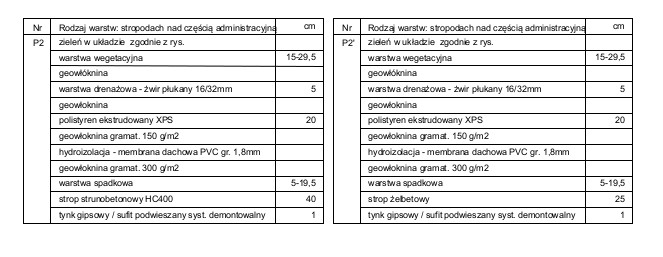 Nr Rodzaj warstw: stropodach nad częścią administracyjną cm
P2 zieleń w układzie zgodnie z rys.
warstwa wegetacyjna 15-29,5
geowłóknina
warstwa drenażowa - żwir płukany 16/32mm 5
geowłoknina
polistyren ekstrudowany XPS 20
geowłoknina gramat. 150 g/m2
hydroizolacja - membrana dachowa PVC gr. 1,8mm
geowłoknina gramat. 300 g/m2
warstwa spadkowa 5-19,5
strop strunobetonowy HC400 40
tynk gipsowy / sufit podwieszany syst. demontowalny 1
Nr Rodzaj warstw: stropodach nad częścią administracyjną cm
P2' zieleń w układzie zgodnie z rys.
warstwa wegetacyjna 15-29,5
geowłóknina
warstwa drenażowa - żwir płukany 16/32mm 5
geowłoknina
polistyren ekstrudowany XPS 20
geowłoknina gramat. 150 g/m2
hydroizolacja - membrana dachowa PVC gr. 1,8mm
geowłoknina gramat. 300 g/m2
warstwa spadkowa 5-19,5
strop żelbetowy 25
tynk gipsowy / sufit podwieszany syst. demontowalny 1